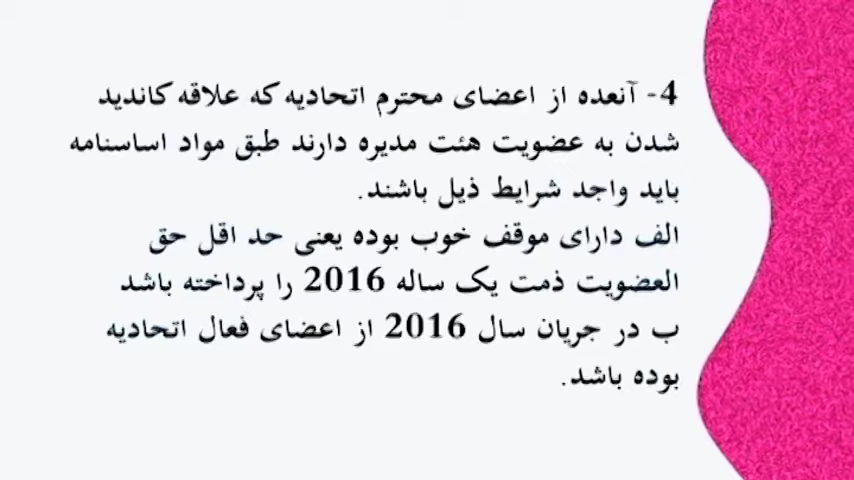 4- آنعده از اعضای محترم اتحادیه که علاقه کاندید
شدن به عضویت هئت مدیره دارند طبق مواد اساسنامه
باید واجد شرایط ذیل باشند.
الف دارای موقف خوب بوده یعنی حد اقل حق
العضویت ذمت یک ساله 2016 را پرداخته باشد
ب در جریان سال 2016 از اعضای فعال اتحادیه
بوده باشد.